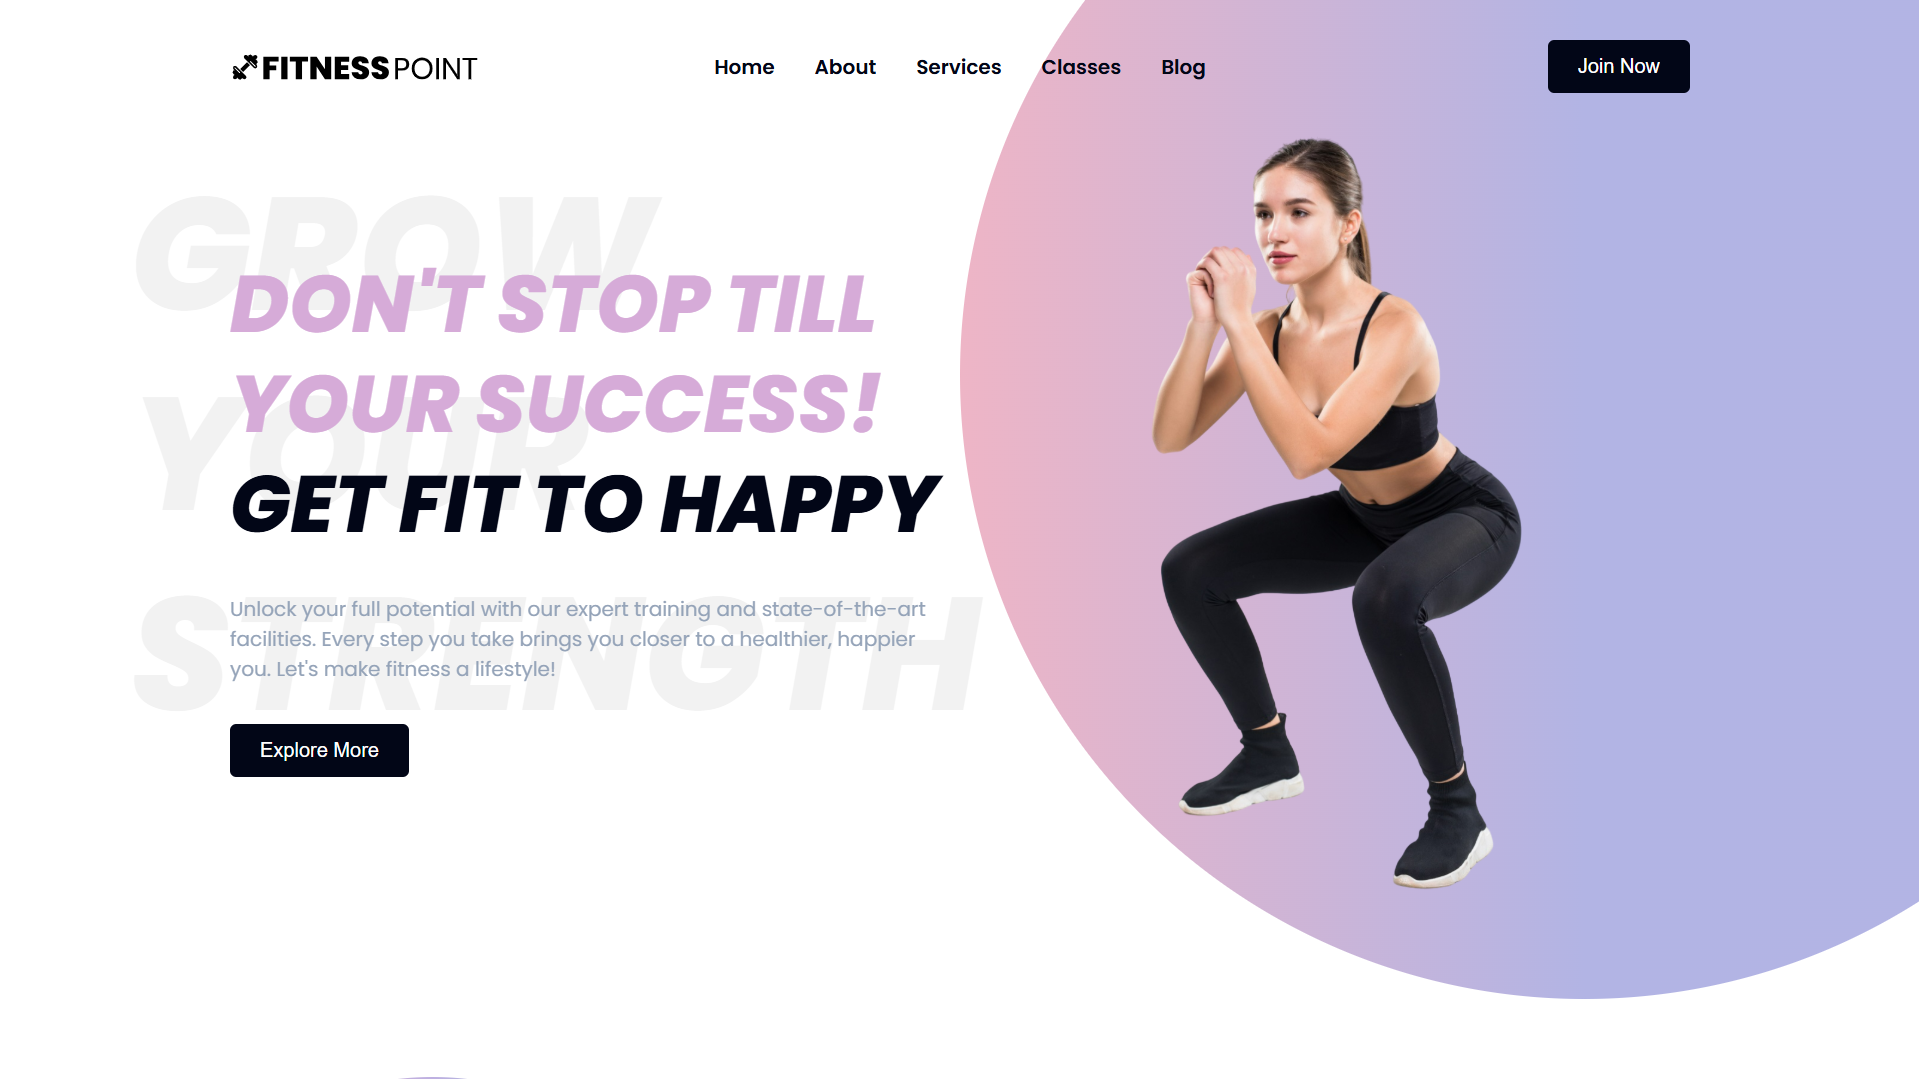 FITNESS POINT
Home
About
Services
Classes
Blog
Join Now
GROW
DON'T STOP TILL
YOUR SUCCESS!
YOUR
GET FIT TO HAPPY
STRENGTH
Unlock your full potential with our expert training and state-of-the-art
facilities. Every step you take brings you closer to a healthier, happier
you. Let's make fitness a lifestyle!
Explore More